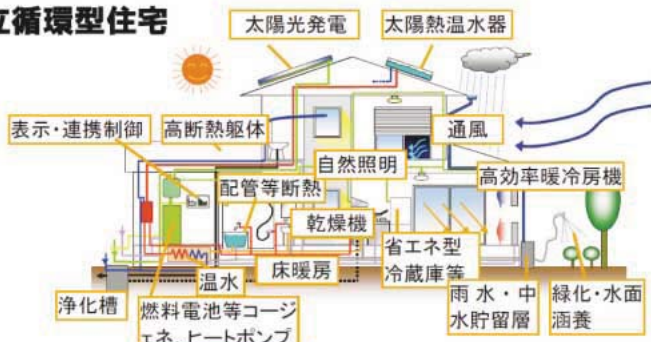 立循環型住宅
太陽光発電
太陽熱温水器
表示・連携制御
高断熱躯体
通風
自然照明
配管等断熱
高効率暖冷房機
乾燥機
省エネ型
冷蔵庫等
温水
床暖房
浄化槽
燃料電池等コージ
ェネ、ヒートポンプ
雨水・中
水貯留層
緑化・水面
涵養